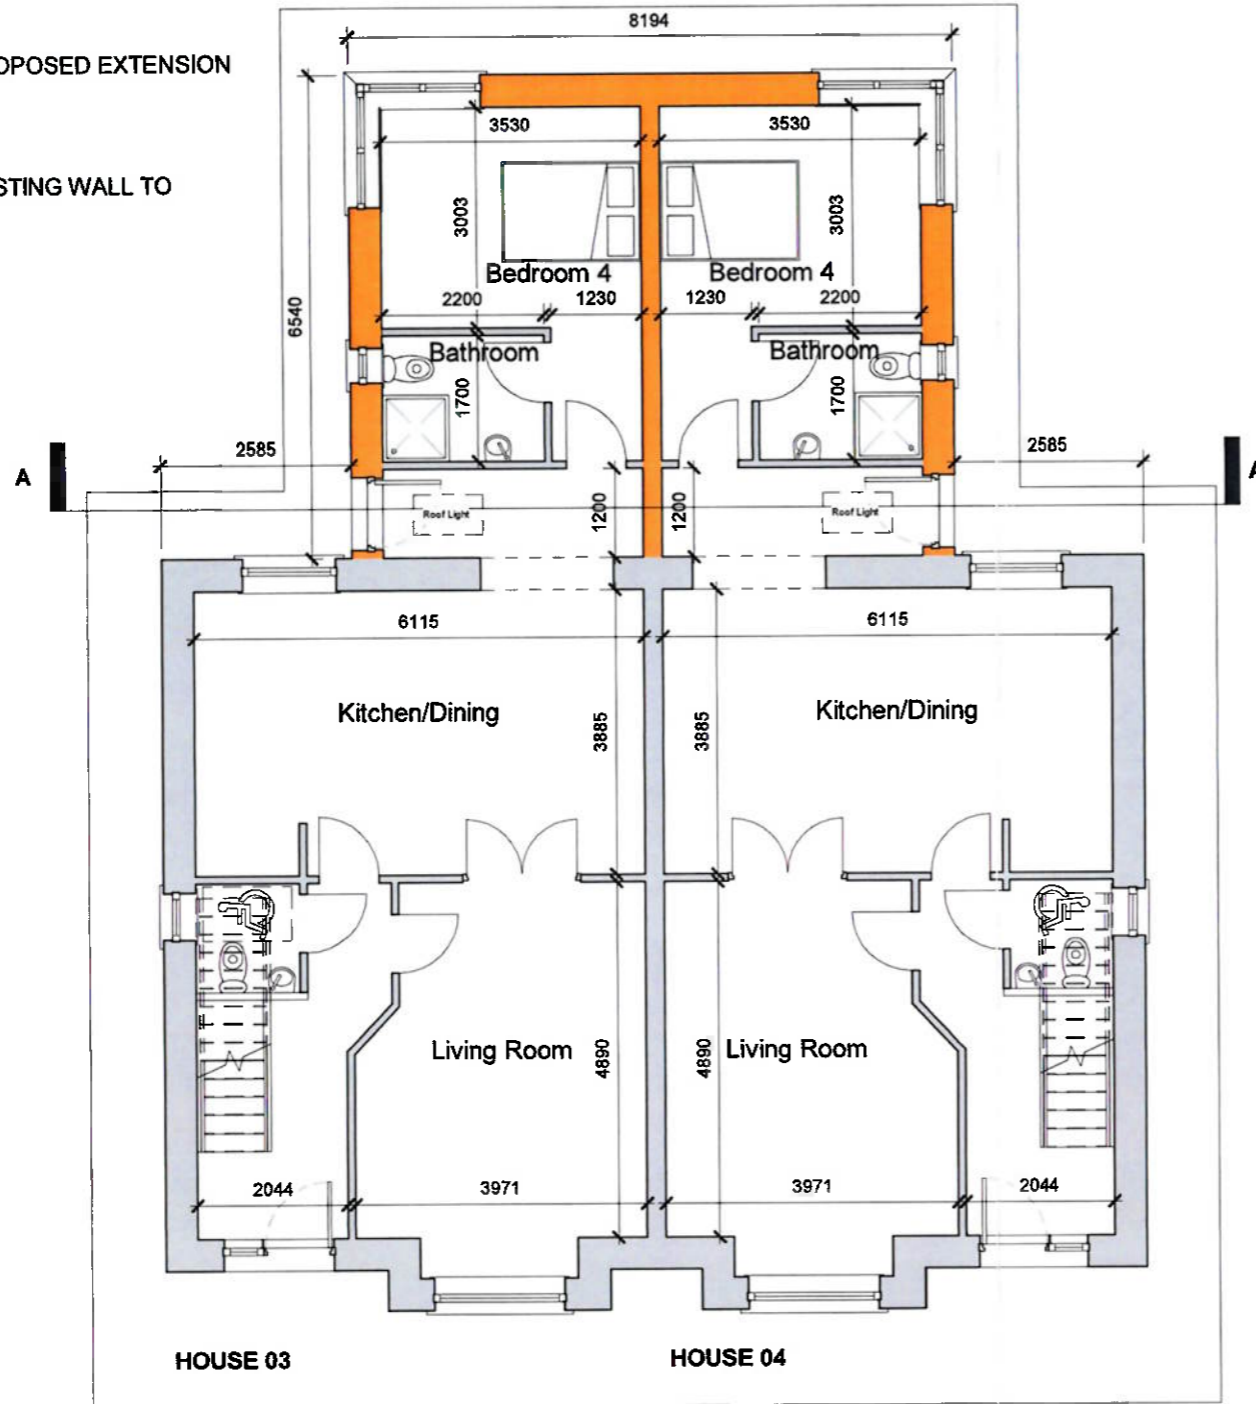 8194
OPOSED EXTENSION
3530 3530
STING WALL TO
3003 3003
Bedroom 4 Bedroom 4
2200 1230 1230 2200
6540
Bathroom Bathroom
1700 1700
2585 2585
A A
Roof Light Roof Light
1200 1200
6115 6115
Kitchen/Dining Kitchen/Dining
3885 3885
Living Room Living Room
4890 4890
2044 3971 3971 2044
HOUSE 03 HOUSE 04